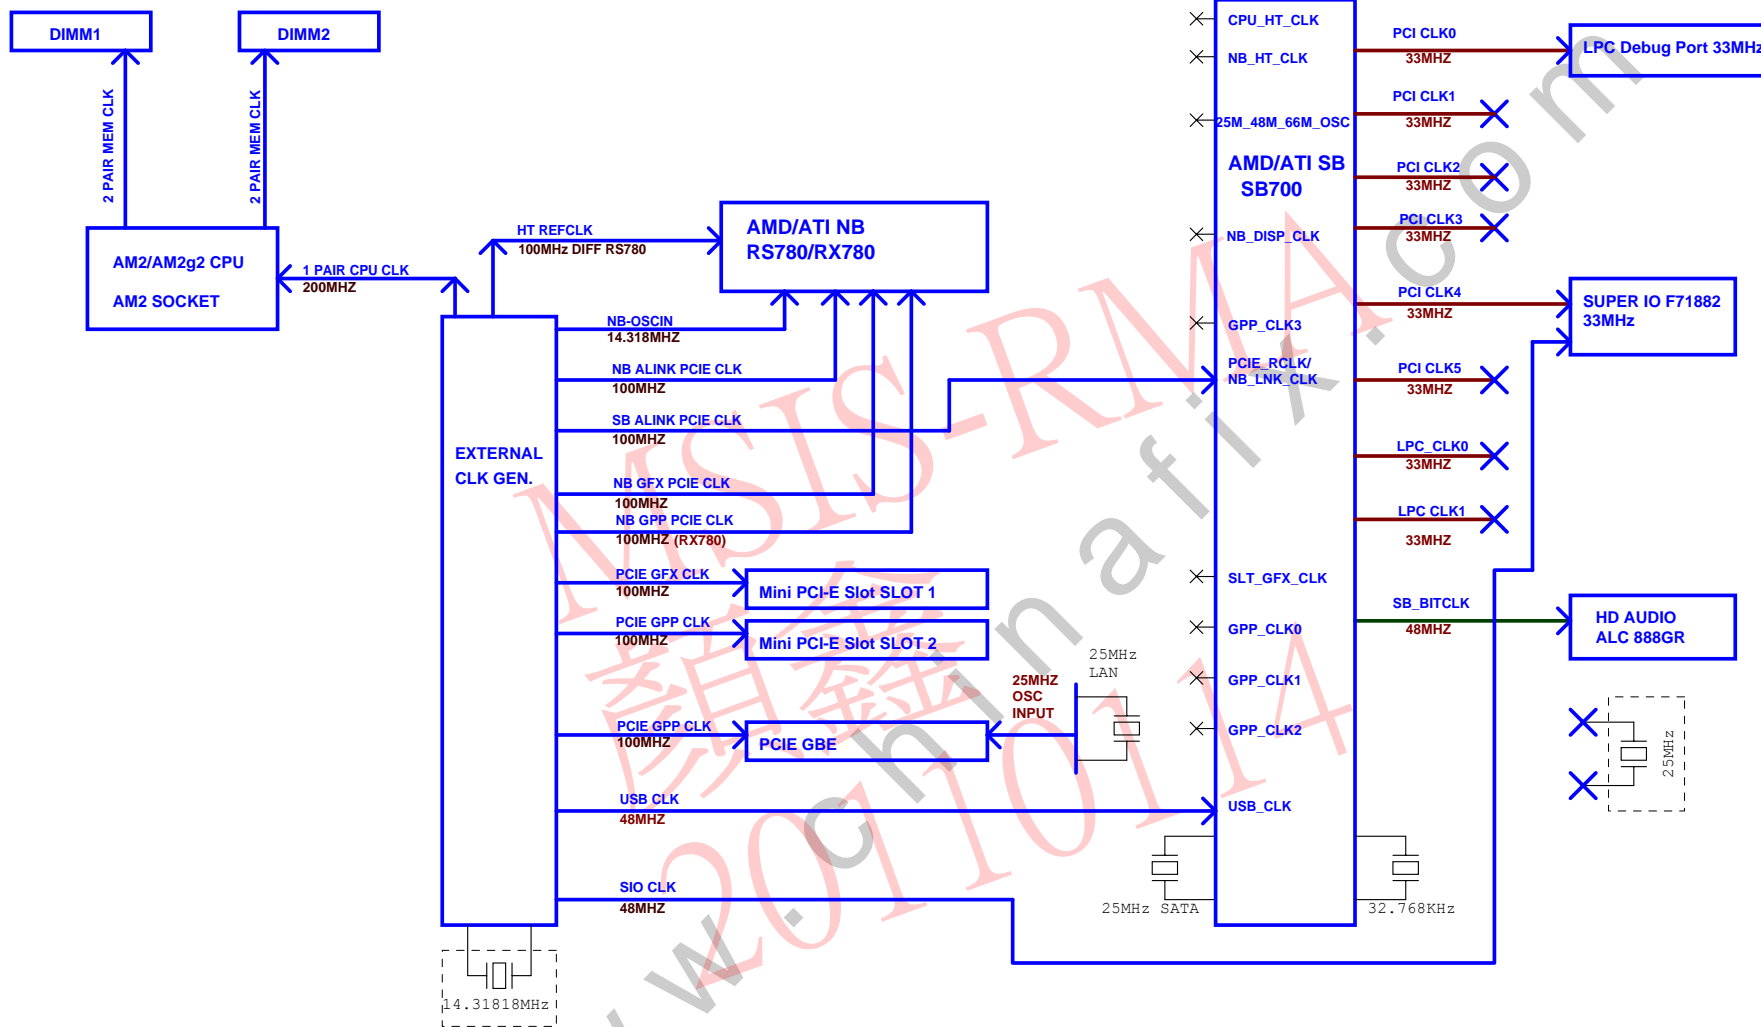 DIMM1
DIMM2
2 PAIR MEM CLK
2 PAIR MEM CLK
AM2/AM2g2 CPU
AM2 SOCKET
1 PAIR CPU CLK
200MHZ
HT REFCLK
100MHz DIFF RS780
AMD/ATI NB
RS780/RX780
EXTERNAL
CLK GEN.
NB-OSCIN
14.318MHZ
NB ALINK PCIE CLK
100MHZ
SB ALINK PCIE CLK
100MHZ
NB GFX PCIE CLK
100MHZ
NB GPP PCIE CLK
100MHZ (RX780)
PCIE GFX CLK
100MHZ
Mini PCI-E Slot SLOT 1
PCIE GPP CLK
100MHZ
Mini PCI-E Slot SLOT 2
PCIE GPP CLK
100MHZ
PCIE GBE
25MHZ
OSC
INPUT
25MHz
LAN
USB CLK
48MHZ
SIO CLK
48MHZ
14.31818MHz
CPU_HT_CLK
NB_HT_CLK
25M_48M_66M_OSC
AMD/ATI SB
SB700
NB_DISP_CLK
GPP_CLK3
PCIE_RCLK/
NB_LNK_CLK
SLT_GFX_CLK
GPP_CLK0
GPP_CLK1
GPP_CLK2
USB_CLK
25MHz SATA
32.768KHz
PCI CLK0
33MHZ
LPC Debug Port 33MHz
PCI CLK1
33MHZ
PCI CLK2
33MHZ
PCI CLK3
33MHZ
PCI CLK4
33MHZ
SUPER IO F71882
33MHz
PCI CLK5
33MHZ
LPC_CLK0
33MHZ
LPC CLK1
33MHZ
SB_BITCLK
48MHZ
HD AUDIO
ALC 888GR
25MHz
MSIS-RMA
顏鑫
20110114
w.chinafix.com